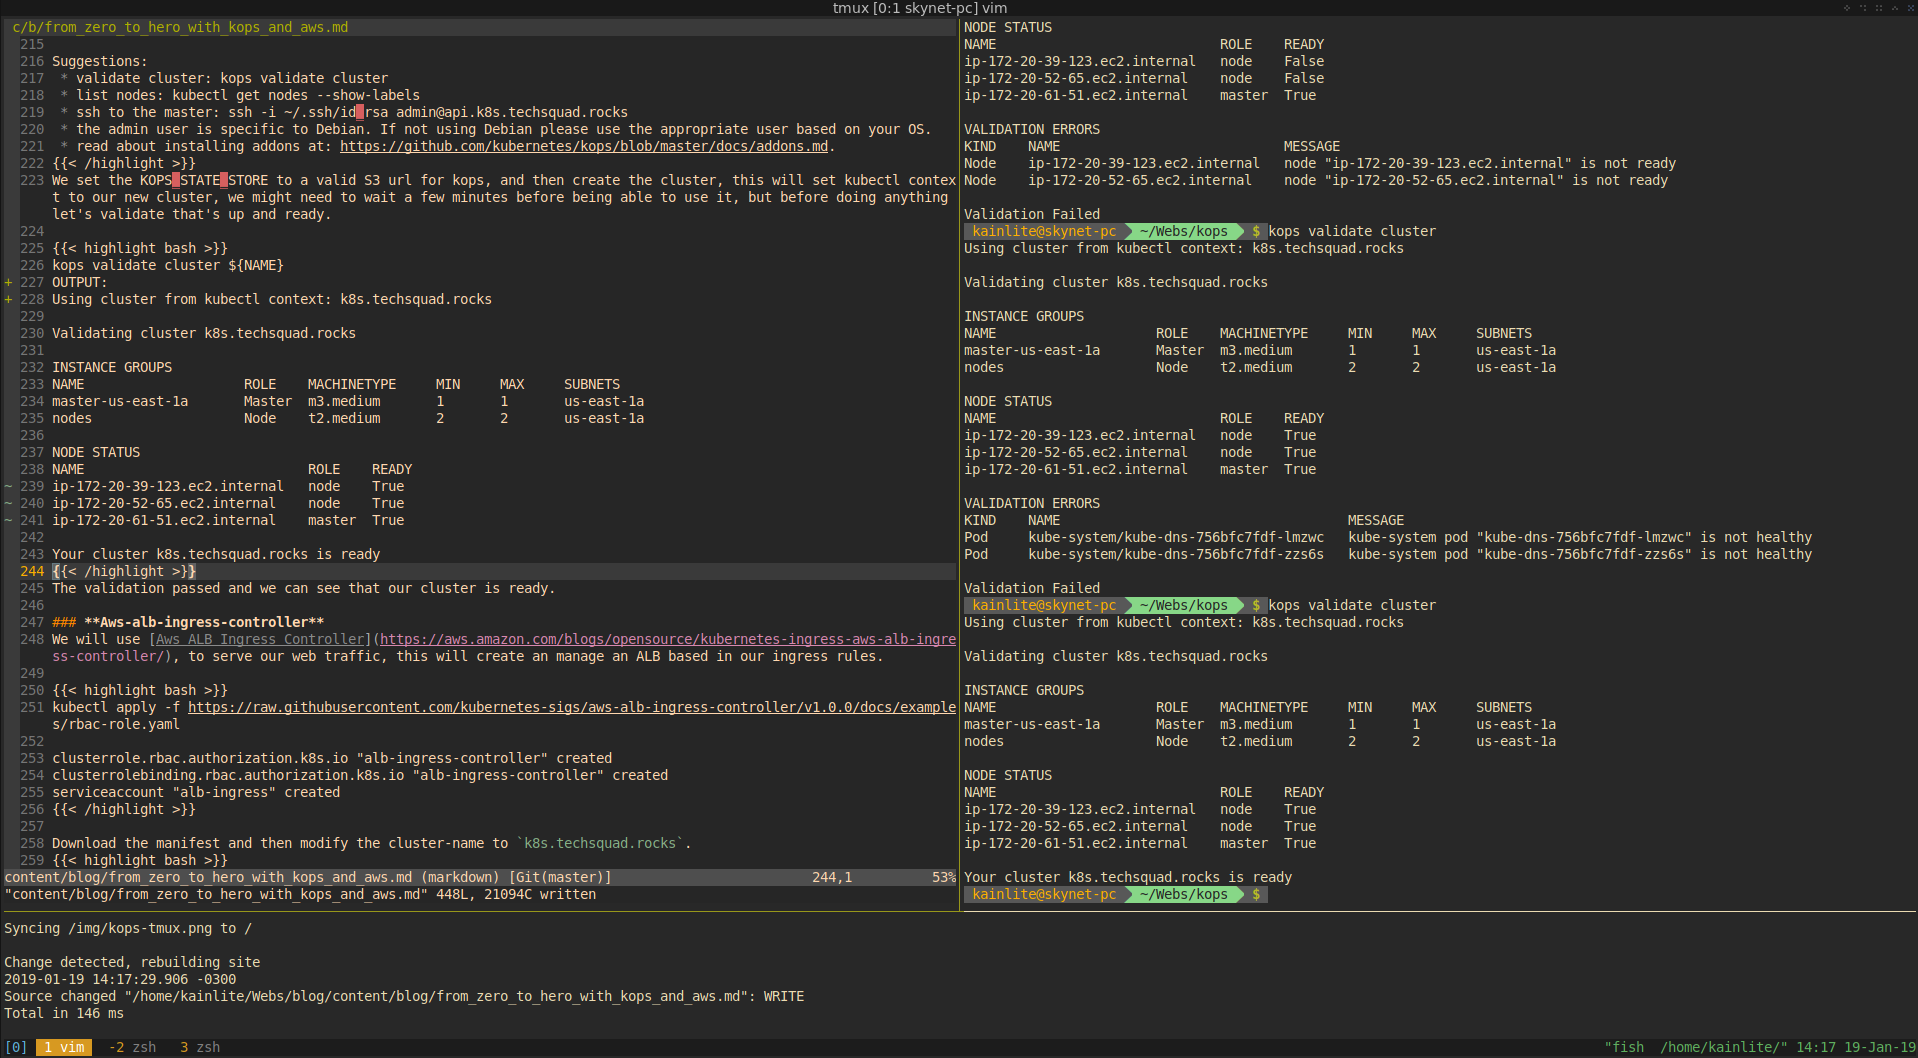 tmux [0:1 skynet-pc] vim
c/b/from_zero_to_hero_with_kops_and_aws.md
215
216 Suggestions:
217  * validate cluster: kops validate cluster
218  * list nodes: kubectl get nodes --show-labels
219  * ssh to the master: ssh -i ~/.ssh/id_rsa admin@api.k8s.techsquad.rocks
220  * the admin user is specific to Debian. If not using Debian please use the appropriate user based on your OS.
221  * read about installing addons at: https://github.com/kubernetes/kops/blob/master/docs/addons.md.
222 {{< /highlight >}}
223 We set the KOPS_STATE_STORE to a valid S3 url for kops, and then create the cluster, this will set kubectl contex
t to our new cluster, we might need to wait a few minutes before being able to use it, but before doing anything
let's validate that's up and ready.
224
225 {{< highlight bash >}}
226 kops validate cluster ${NAME}
+ 227 OUTPUT:
+ 228 Using cluster from kubectl context: k8s.techsquad.rocks
229
230 Validating cluster k8s.techsquad.rocks
231
232 INSTANCE GROUPS
233 NAME ROLE MACHINETYPE MIN MAX SUBNETS
234 master-us-east-1a Master m3.medium 1 1 us-east-1a
235 nodes Node t2.medium 2 2 us-east-1a
236
237 NODE STATUS
238 NAME ROLE READY
~ 239 ip-172-20-39-123.ec2.internal node True
~ 240 ip-172-20-52-65.ec2.internal node True
~ 241 ip-172-20-61-51.ec2.internal master True
242
243 Your cluster k8s.techsquad.rocks is ready
244 {{< /highlight >}}
245 The validation passed and we can see that our cluster is ready.
246
247 ### **Aws-alb-ingress-controller**
248 We will use [Aws ALB Ingress Controller](https://aws.amazon.com/blogs/opensource/kubernetes-ingress-aws-alb-ingre
ss-controller/), to serve our web traffic, this will create an manage an ALB based in our ingress rules.
249
250 {{< highlight bash >}}
251 kubectl apply -f https://raw.githubusercontent.com/kubernetes-sigs/aws-alb-ingress-controller/v1.0.0/docs/example
s/rbac-role.yaml
252
253 clusterrole.rbac.authorization.k8s.io "alb-ingress-controller" created
254 clusterrolebinding.rbac.authorization.k8s.io "alb-ingress-controller" created
255 serviceaccount "alb-ingress" created
256 {{< /highlight >}}
257
258 Download the manifest and then modify the cluster-name to `k8s.techsquad.rocks`.
259 {{< highlight bash >}}
content/blog/from_zero_to_hero_with_kops_and_aws.md (markdown) [Git(master)] 244,1 53%
"content/blog/from_zero_to_hero_with_kops_and_aws.md" 448L, 21094C written
NODE STATUS
NAME ROLE READY
ip-172-20-39-123.ec2.internal node False
ip-172-20-52-65.ec2.internal node False
ip-172-20-61-51.ec2.internal master True
VALIDATION ERRORS
KIND NAME MESSAGE
Node ip-172-20-39-123.ec2.internal node "ip-172-20-39-123.ec2.internal" is not ready
Node ip-172-20-52-65.ec2.internal node "ip-172-20-52-65.ec2.internal" is not ready
Validation Failed
kainlite@skynet-pc ~/Webs/kops $ kops validate cluster
Using cluster from kubectl context: k8s.techsquad.rocks
Validating cluster k8s.techsquad.rocks
INSTANCE GROUPS
NAME ROLE MACHINETYPE MIN MAX SUBNETS
master-us-east-1a Master m3.medium 1 1 us-east-1a
nodes Node t2.medium 2 2 us-east-1a
NODE STATUS
NAME ROLE READY
ip-172-20-39-123.ec2.internal node True
ip-172-20-52-65.ec2.internal node True
ip-172-20-61-51.ec2.internal master True
VALIDATION ERRORS
KIND NAME MESSAGE
Pod kube-system/kube-dns-756bfc7fdf-lmzwc kube-system pod "kube-dns-756bfc7fdf-lmzwc" is not healthy
Pod kube-system/kube-dns-756bfc7fdf-zzs6s kube-system pod "kube-dns-756bfc7fdf-zzs6s" is not healthy
Validation Failed
kainlite@skynet-pc ~/Webs/kops $ kops validate cluster
Using cluster from kubectl context: k8s.techsquad.rocks
Validating cluster k8s.techsquad.rocks
INSTANCE GROUPS
NAME ROLE MACHINETYPE MIN MAX SUBNETS
master-us-east-1a Master m3.medium 1 1 us-east-1a
nodes Node t2.medium 2 2 us-east-1a
NODE STATUS
NAME ROLE READY
ip-172-20-39-123.ec2.internal node True
ip-172-20-52-65.ec2.internal node True
ip-172-20-61-51.ec2.internal master True
Your cluster k8s.techsquad.rocks is ready
kainlite@skynet-pc ~/Webs/kops $
Syncing /img/kops-tmux.png to /
Change detected, rebuilding site
2019-01-19 14:17:29.906 -0300
Source changed "/home/kainlite/Webs/blog/content/blog/from_zero_to_hero_with_kops_and_aws.md": WRITE
Total in 146 ms
[0] 1 vim -2 zsh 3 zsh "fish /home/kainlite/" 14:17 19-Jan-19